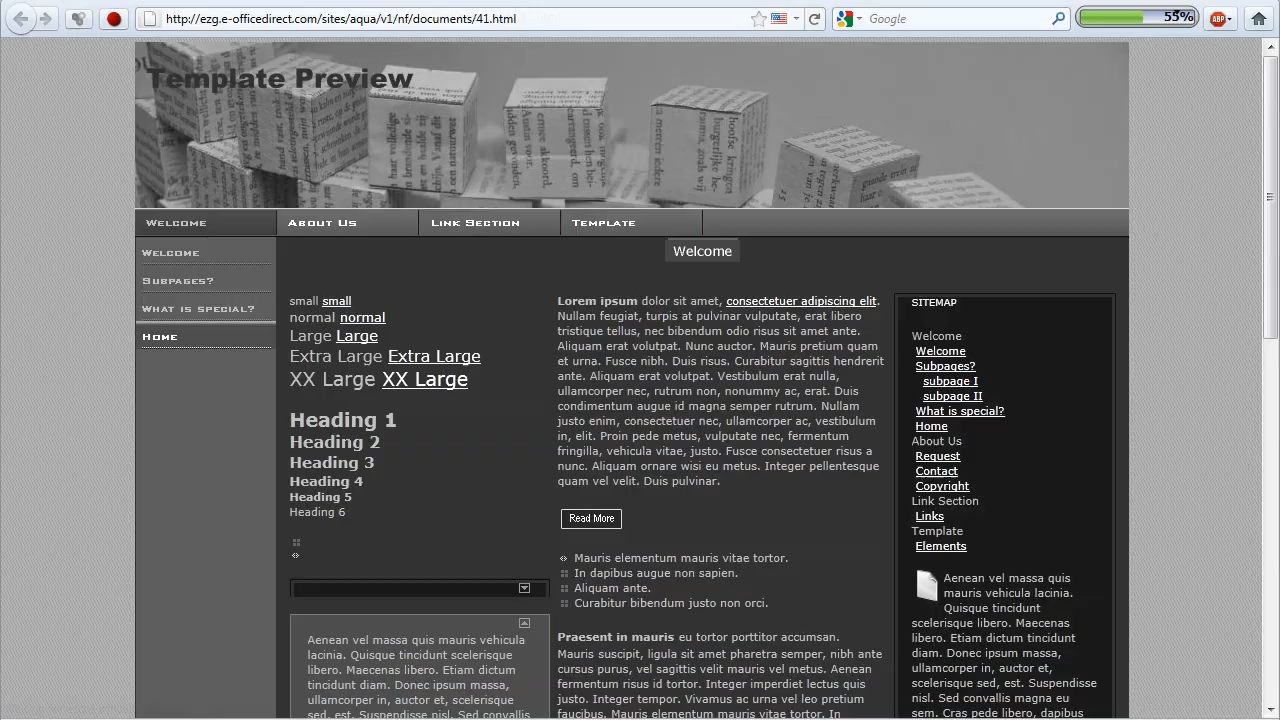 http://ezg.e-officedirect.com/sites/aqua/v1/nf/documents/41.html
Google
55%
ABP
Template Preview
Welcome
About Us
Link Section
Template
Welcome
Welcome
Subpages?
What is special?
Home
small small
normal normal
Large Large
Extra Large Extra Large
XX Large XX Large
Heading 1
Heading 2
Heading 3
Heading 4
Heading 5
Heading 6
Aenean vel massa quis mauris vehicula
lacinia. Quisque tincidunt scelerisque
libero. Maecenas libero. Etiam dictum
tincidunt diam. Donec ipsum massa,
ullamcorper in, auctor et, scelerisque
sed, est. Suspendisse nisl. Sed convallis
Lorem ipsum dolor sit amet, consectetuer adipiscing elit.
Nullam feugiat, turpis at pulvinar vulputate, erat libero
tristique tellus, nec bibendum odio risus sit amet ante.
Aliquam erat volutpat. Nunc auctor. Mauris pretium quam
et urna. Fusce nibh. Duis risus. Curabitur sagittis hendrerit
ante. Aliquam erat volutpat. Vestibulum erat nulla,
ullamcorper nec, rutrum non, nonummy ac, erat. Duis
condimentum augue id magna semper rutrum. Nullam
justo enim, consectetuer nec, ullamcorper ac, vestibulum
in, elit. Proin pede metus, vulputate nec, fermentum
fringilla, vehicula vitae, justo. Fusce consectetuer risus a
nunc. Aliquam ornare wisi eu metus. Integer pellentesque
quam vel velit. Duis pulvinar.
Read More
Mauris elementum mauris vitae tortor.
In dapibus augue non sapien.
Aliquam ante.
Curabitur bibendum justo non orci.
Praesent in mauris eu tortor porttitor accumsan.
Mauris suscipit, ligula sit amet pharetra semper, nibh ante
cursus purus, vel sagittis velit mauris vel metus. Aenean
fermentum risus id tortor. Integer imperdiet lectus quis
justo. Integer tempor. Vivamus ac urna vel leo pretium
faucibus. Mauris elementum mauris vitae tortor. In
SITEMAP
Welcome
Welcome
Subpages?
subpage I
subpage II
What is special?
Home
About Us
Request
Contact
Copyright
Link Section
Links
Template
Elements
Aenean vel massa quis
mauris vehicula lacinia.
Quisque tincidunt
scelerisque libero. Maecenas
libero. Etiam dictum tincidunt
diam. Donec ipsum massa,
ullamcorper in, auctor et,
scelerisque sed, est. Suspendisse
nisl. Sed convallis magna eu
sem. Cras pede libero, dapibus